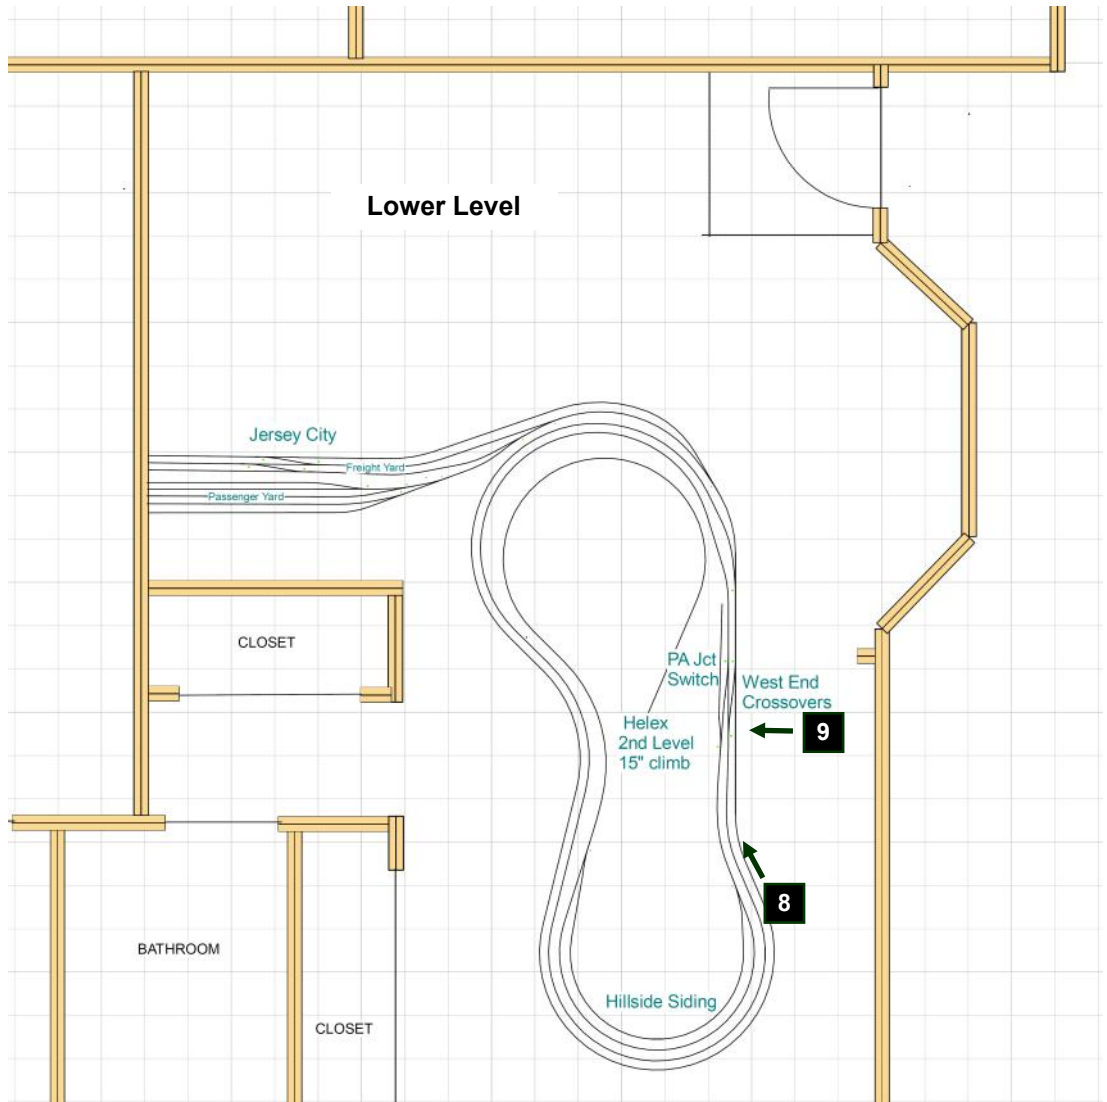 Lower Level
Jersey City
Freight Yard
Passenger Yard
CLOSET
PA Jct
Switch
West End
Crossovers
Helex
2nd Level
15" climb
9
8
BATHROOM
Hillside Siding
CLOSET